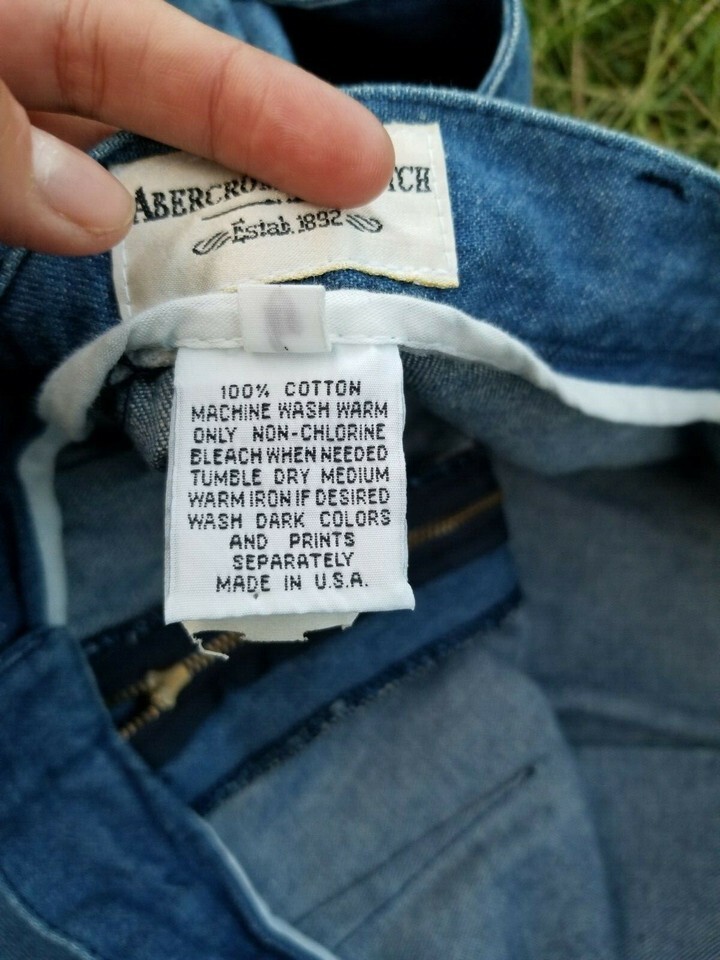 Estab. 1892
100% COTTON
MACHINE WASH WARM
ONLY NON-CHLORINE
BLEACH WHEN NEEDED
TUMBLE DRY MEDIUM
WARM IRON IF DESIRED
WASH DARK COLORS
AND PRINTS
SEPARATELY
MADE IN U.S.A.